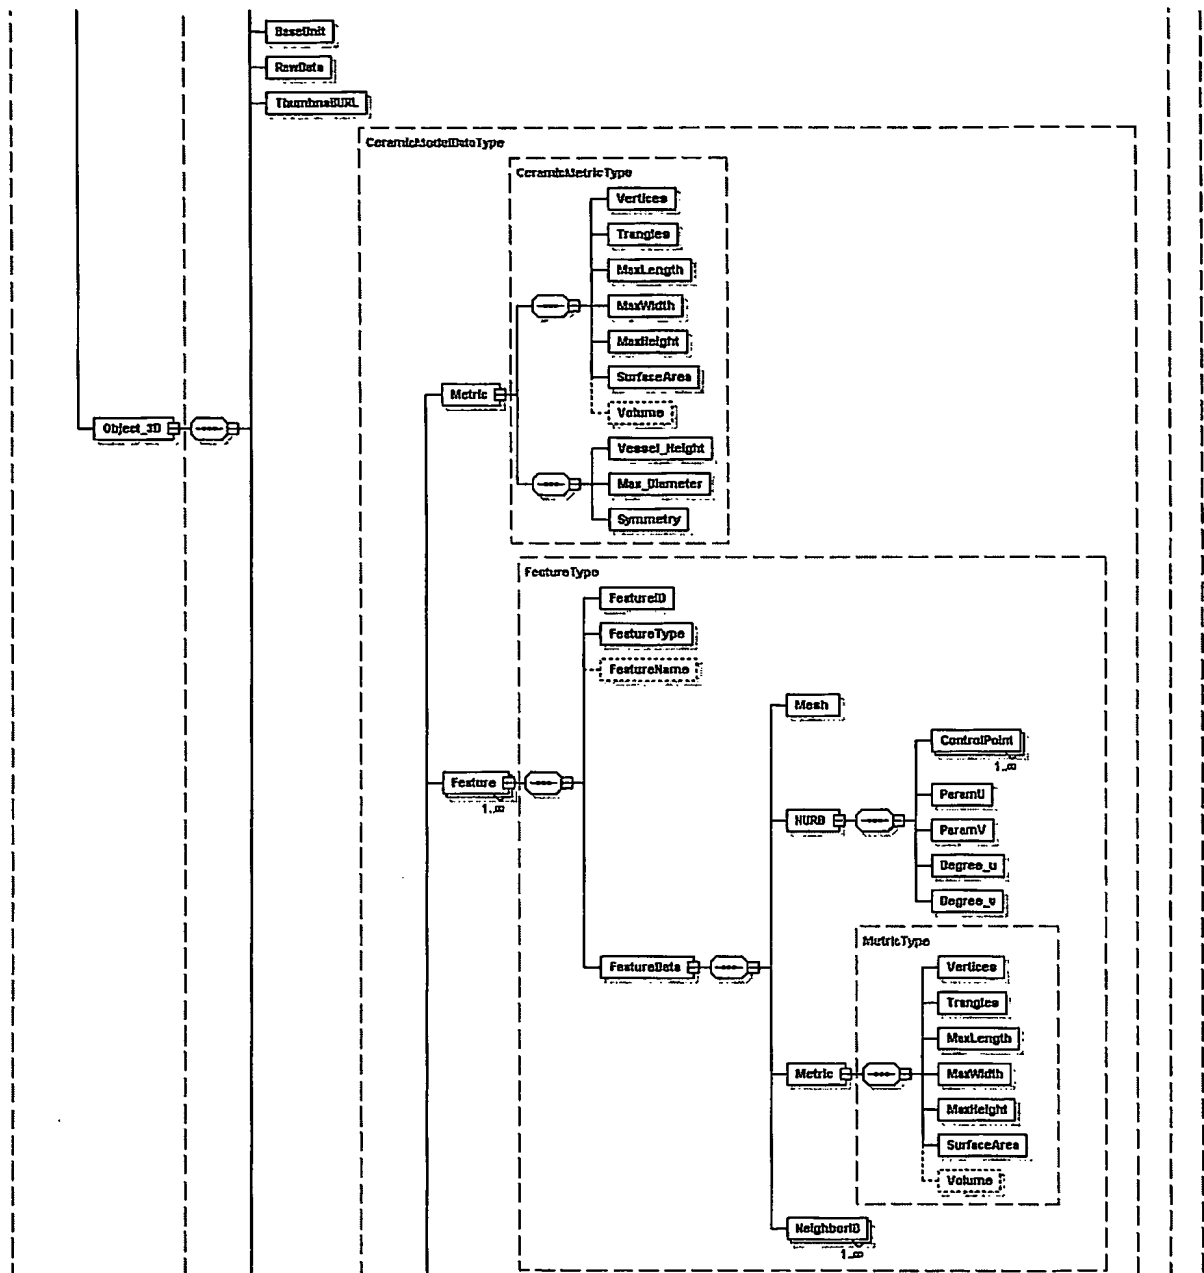 BaseUnit
RawData
ThumbnailURL
CeramicModelDataType
CeramicMetricType
Vertices
Trangles
MaxLength
MaxWidth
MaxHeight
SurfaceArea
Volume
Metric
Object_3D
Vessel_Height
Max_Diameter
Symmetry
FeatureType
FeatureID
FeatureType
FeatureName
Mesh
ControlPoint
1..∞
Feature
1..∞
ParamU
NURB
ParamV
Degree_u
Degree_v
MetricType
FeatureData
Vertices
Trangles
MaxLength
Metric
MaxWidth
MaxHeight
SurfaceArea
Volume
NeighborID
1..∞